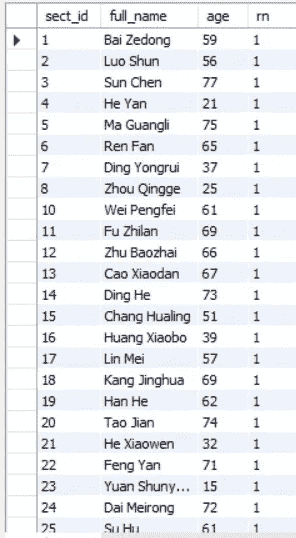 sect_id full_name age rn
1 Bai Zedong 59 1
2 Luo Shun 56 1
3 Sun Chen 77 1
4 He Yan 21 1
5 Ma Guangli 75 1
6 Ren Fan 65 1
7 Ding Yongrui 37 1
8 Zhou Qingge 25 1
10 Wei Pengfei 61 1
11 Fu Zhilan 69 1
12 Zhu Baozhai 66 1
13 Cao Xiaodan 67 1
14 Ding He 73 1
15 Chang Hualing 51 1
16 Huang Xiaobo 39 1
17 Lin Mei 57 1
18 Kang Jinghua 69 1
19 Han He 62 1
20 Tao Jian 74 1
21 He Xiaowen 32 1
22 Feng Yan 71 1
23 Yuan Shuny... 15 1
24 Dai Meirong 72 1
25 Su Hu 61 1